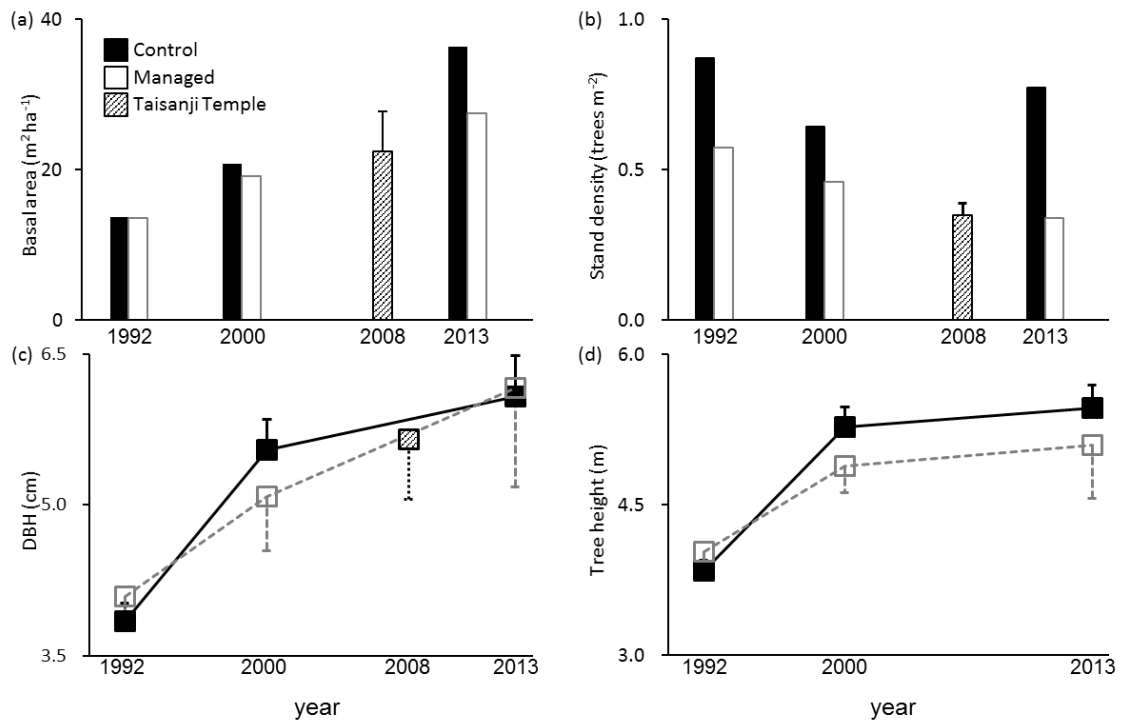 (a)
40
20
0
Basal area (m² ha⁻¹)
Control
Managed
Taisanji Temple
1992 2000 2008 2013
(b)
1.0
0.5
0.0
Stand density (trees m⁻²)
1992 2000 2008 2013
(c)
6.5
5.0
3.5
DBH (cm)
1992 2000 2008 2013
year
(d)
6.0
4.5
3.0
Tree height (m)
1992 2000 2013
year